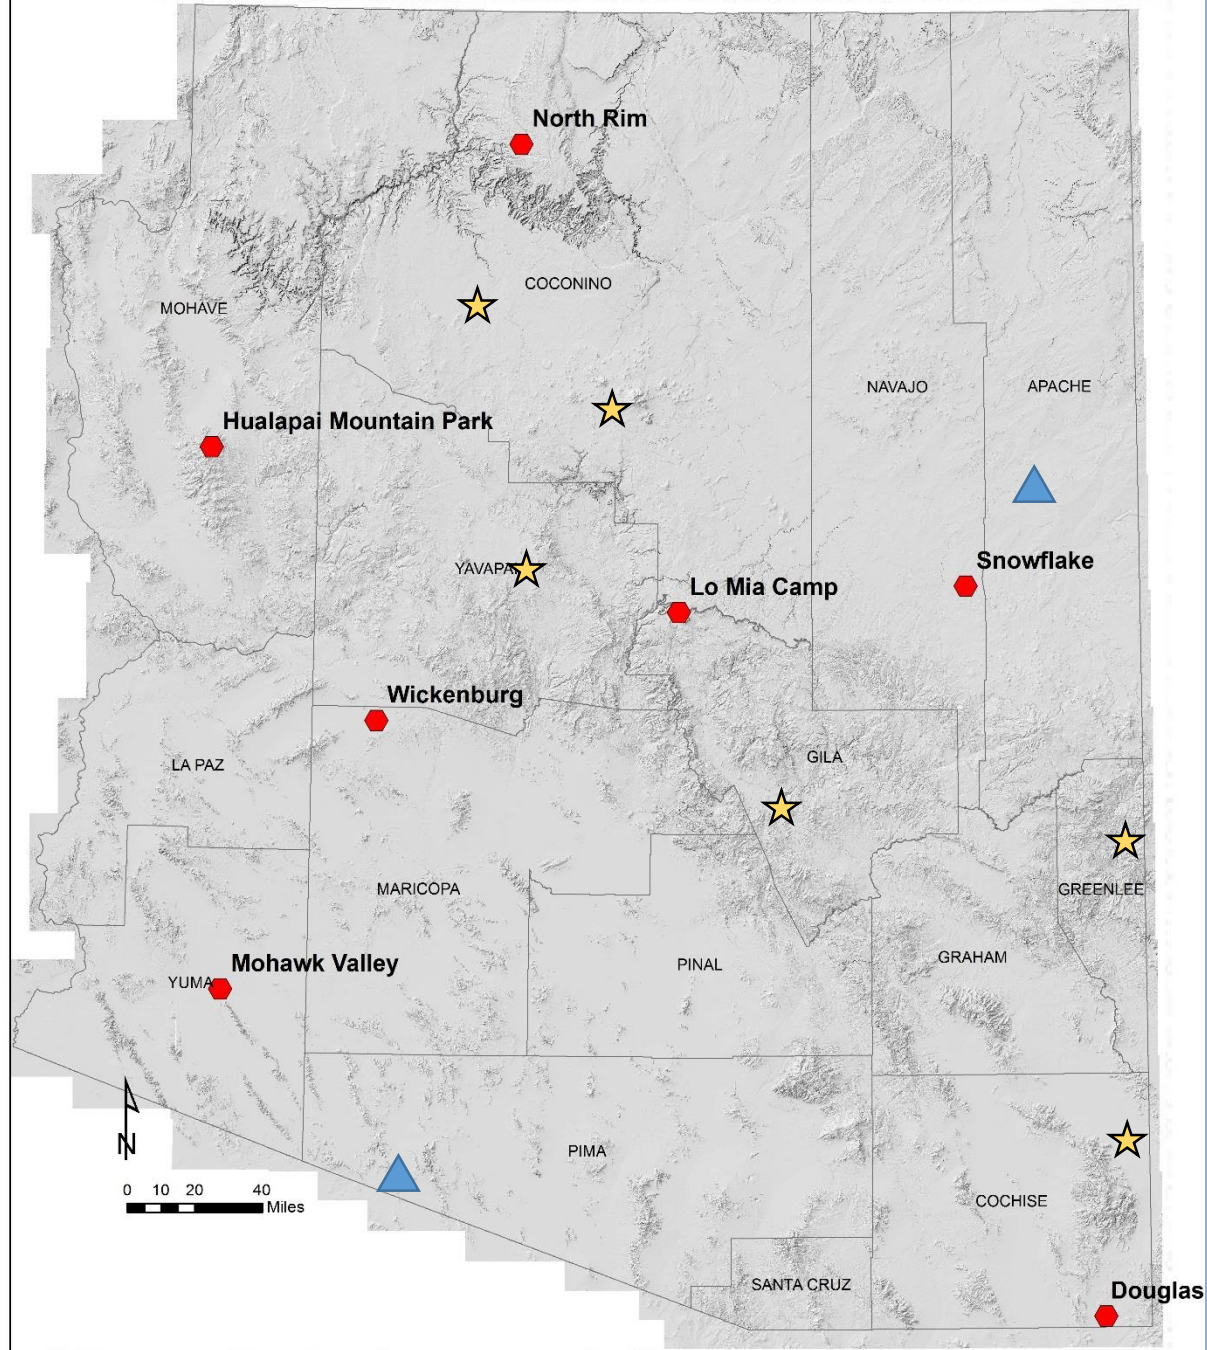 North Rim
COCONINO
MOHAVE
NAVAJO
APACHE
Hualapai Mountain Park
Snowflake
YAVAPA
Lo Mia Camp
Wickenburg
GILA
LA PAZ
MARICOPA
GREENLEE
Mohawk Valley
YUMA
PINAL
GRAHAM
N
PIMA
0 10 20 40
Miles
COCHISE
SANTA CRUZ
Douglas